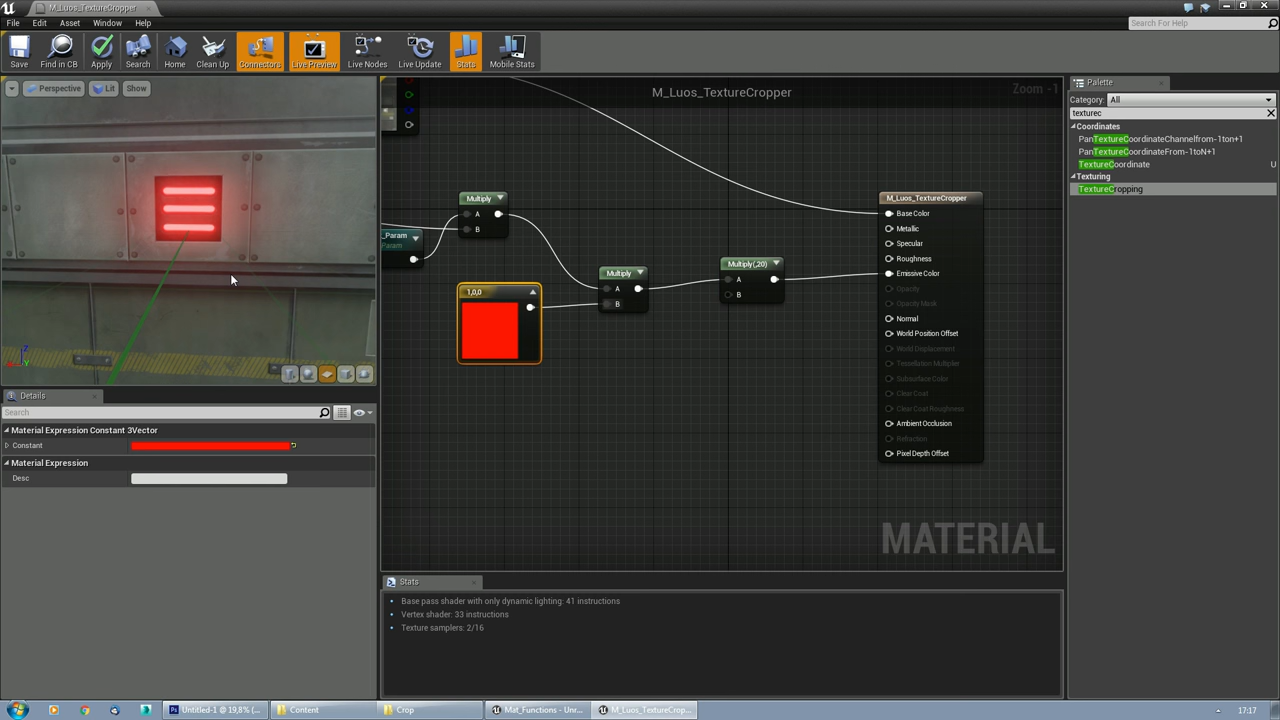 M_Luos_TextureCropper
File Edit Asset Window Help
Search For Help
Save Find in CB Apply Search Home Clean Up Connectors Live Preview Live Nodes Live Update Stats Mobile Stats
Perspective Lit Show
M_Luos_TextureCropper
Zoom -1
Palette
Category: All
texturec
Coordinates
PanTextureCoordinateChannelfrom-1ton+1
PanTextureCoordinateFrom-1toN+1
TextureCoordinate U
Texturing
TextureCropping
Multiply
A
B
_Param
Param
1,0,0
Multiply
A
B
Multiply(,20)
A
B
M_Luos_TextureCropper
Base Color
Metallic
Specular
Roughness
Emissive Color
Opacity
Opacity Mask
Normal
World Position Offset
World Displacement
Tessellation Multiplier
Subsurface Color
Clear Coat
Clear Coat Roughness
Ambient Occlusion
Refraction
Pixel Depth Offset
MATERIAL
Details
Search
Material Expression Constant 3Vector
Constant
Material Expression
Desc
Stats
Base pass shader with only dynamic lighting: 41 instructions
Vertex shader: 33 instructions
Texture samplers: 2/16
Untitled-1 @ 19,8% (... Content Crop Mat_Functions - Unr... M_Luos_TextureCrop... 17:17